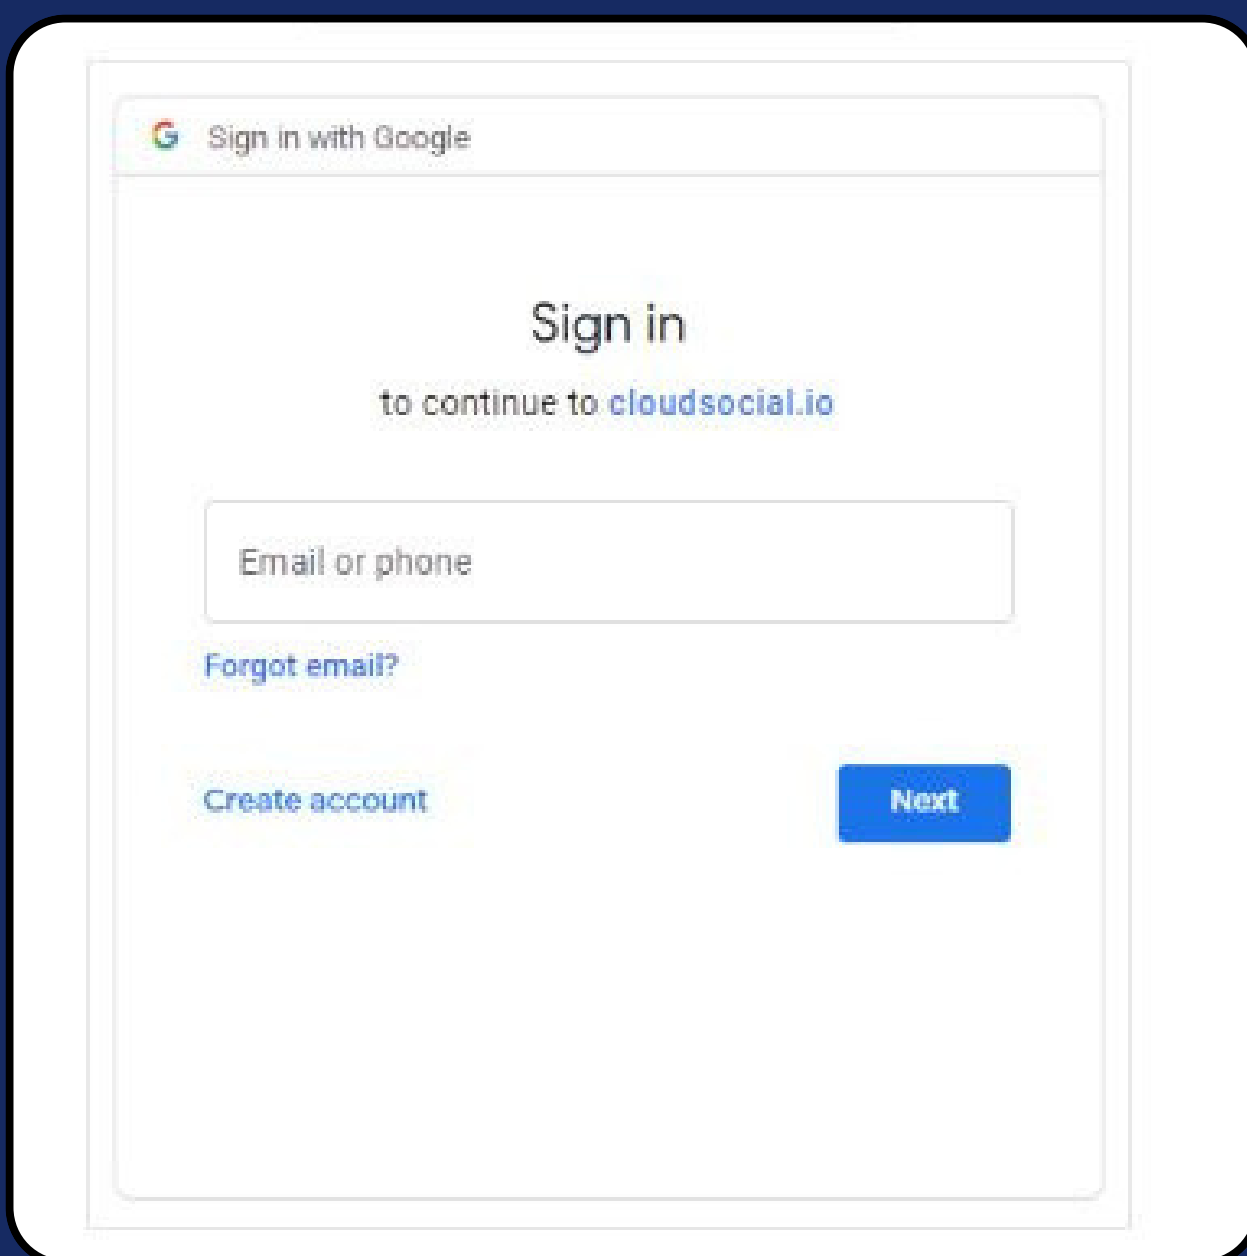 Sign in with Google
Sign in
to continue to cloudsocial.io
Email or phone
Forgot email?
Create account
Next